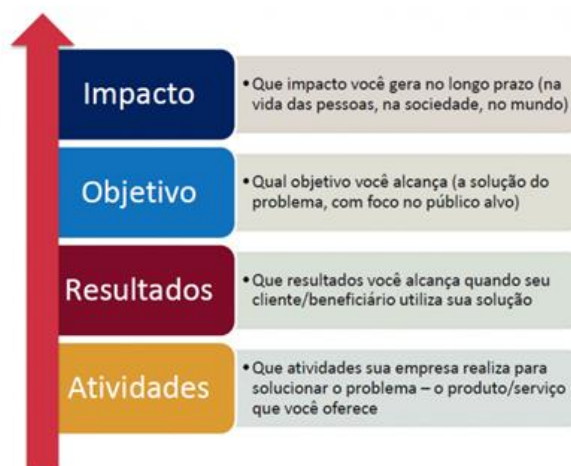 Impacto
• Que impacto você gera no longo prazo (na
vida das pessoas, na sociedade, no mundo)
Objetivo
• Qual objetivo você alcança (a solução do
problema, com foco no público alvo)
Resultados
• Que resultados você alcança quando seu
cliente/beneficiário utiliza sua solução
Atividades
• Que atividades sua empresa realiza para
solucionar o problema – o produto/serviço
que você oferece